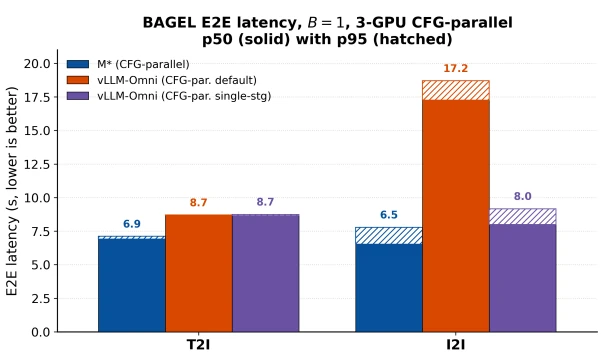 BAGEL E2E latency, B = 1, 3-GPU CFG-parallel
p50 (solid) with p95 (hatched)
E2E latency (s, lower is better)
20.0
17.5
15.0
12.5
10.0
7.5
5.0
2.5
0.0
M* (CFG-parallel)
vLLM-Omni (CFG-par. default)
vLLM-Omni (CFG-par. single-stg)
6.9
8.7
8.7
6.5
17.2
8.0
T2I
I2I